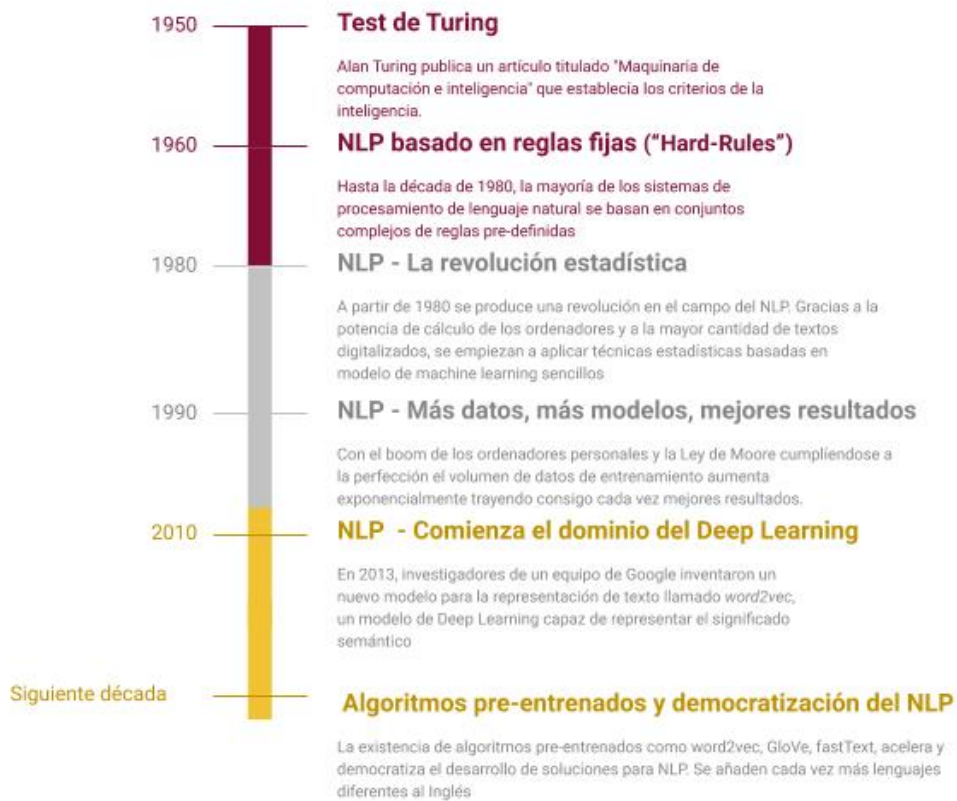 1950
Test de Turing
Alan Turing publica un artículo titulado "Maquinaria de
computación e inteligencia" que establecía los criterios de la
inteligencia.
1960
NLP basado en reglas fijas (“Hard-Rules”)
Hasta la década de 1980, la mayoría de los sistemas de
procesamiento de lenguaje natural se basan en conjuntos
complejos de reglas pre-definidas
1980
NLP - La revolución estadística
A partir de 1980 se produce una revolución en el campo del NLP. Gracias a la
potencia de cálculo de los ordenadores y a la mayor cantidad de textos
digitalizados, se empiezan a aplicar técnicas estadísticas basadas en
modelo de machine learning sencillos
1990
NLP - Más datos, más modelos, mejores resultados
Con el boom de los ordenadores personales y la Ley de Moore cumplíendose a
la perfección el volumen de datos de entrenamiento aumenta
exponencialmente trayendo consigo cada vez mejores resultados.
2010
NLP - Comienza el dominio del Deep Learning
En 2013, investigadores de un equipo de Google inventaron un
nuevo modelo para la representación de texto llamado word2vec,
un modelo de Deep Learning capaz de representar el significado
semántico
Siguiente década
Algoritmos pre-entrenados y democratización del NLP
La existencia de algoritmos pre-entrenados como word2vec, GloVe, fastText, acelera y
democratiza el desarrollo de soluciones para NLP. Se añaden cada vez más lenguajes
diferentes al Inglés